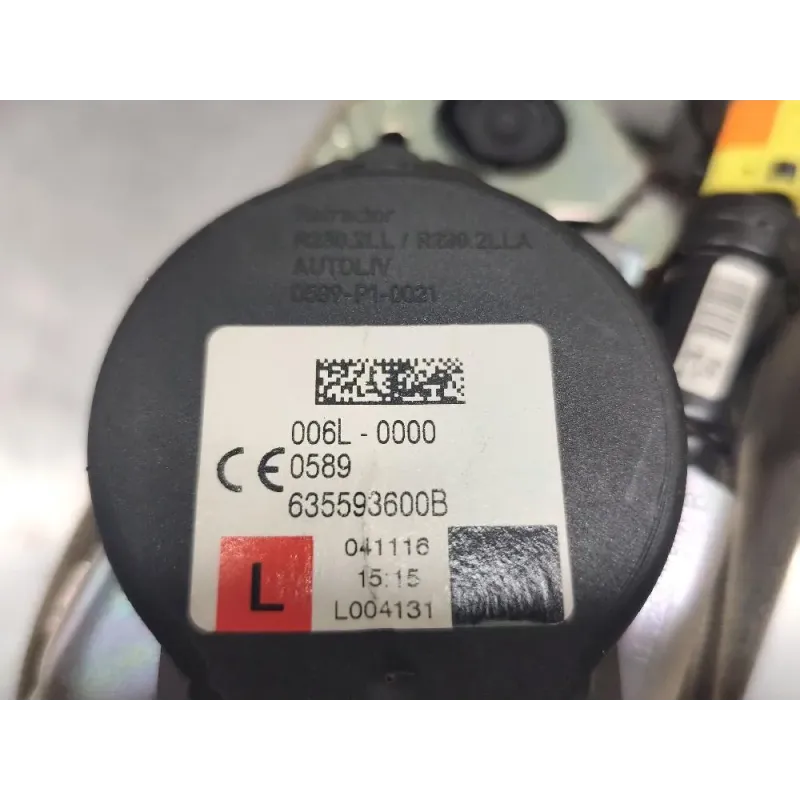 Retractor
R230.2LL / R230.2LLA
AUTOLIV
0589-P1-0021
006L - 0000
CE 0589
635593600B
L
041116
15:15
L004131